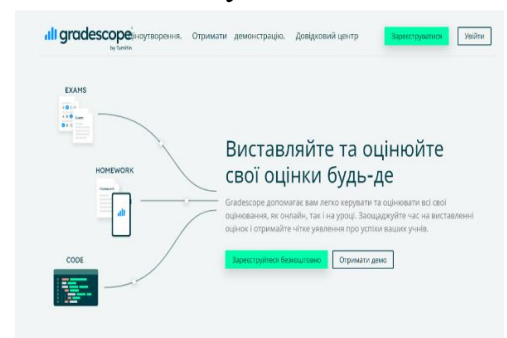 gradescope
by Turnitin
іноутворення. Отримати демонстрацію. Довідковий центр
Зареєструватися
Увійти
EXAMS
HOMEWORK
CODE
Виставляйте та оцінюйте
свої оцінки будь-де
Gradescope допомагає вам легко керувати та оцінювати всі свої
оцінювання, як онлайн, так і на уроці. Заощаджуйте час на виставленні
оцінок і отримайте чітке уявлення про успіхи ваших учнів.
Зареєструйтеся безкоштовно
Отримати демо